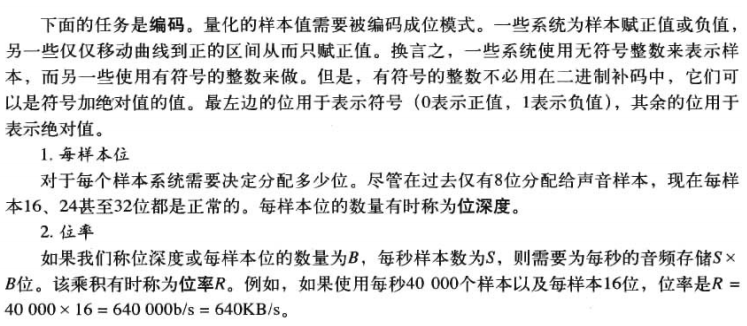 下面的任务是编码。量化的样本值需要被编码成位模式。一些系统为样本赋正值或负值，
另一些仅仅移动曲线到正的区间从而只赋正值。换言之，一些系统使用无符号整数来表示样
本，而另一些使用有符号的整数来做。但是，有符号的整数不必用在二进制补码中，它们可
以是符号加绝对值的值。最左边的位用于表示符号（0表示正值，1表示负值），其余的位用于
表示绝对值。
1. 每样本位
对于每个样本系统需要决定分配多少位。尽管在过去仅有8位分配给声音样本，现在每样
本16、24甚至32位都是正常的。每样本位的数量有时称为位深度。
2. 位率
如果我们称位深度或每样本位的数量为B，每秒样本数为S，则需要为每秒的音频存储S×
B位。该乘积有时称为位率R。例如，如果使用每秒40 000个样本以及每样本16位，位率是R =
40 000 × 16 = 640 000b/s = 640KB/s。